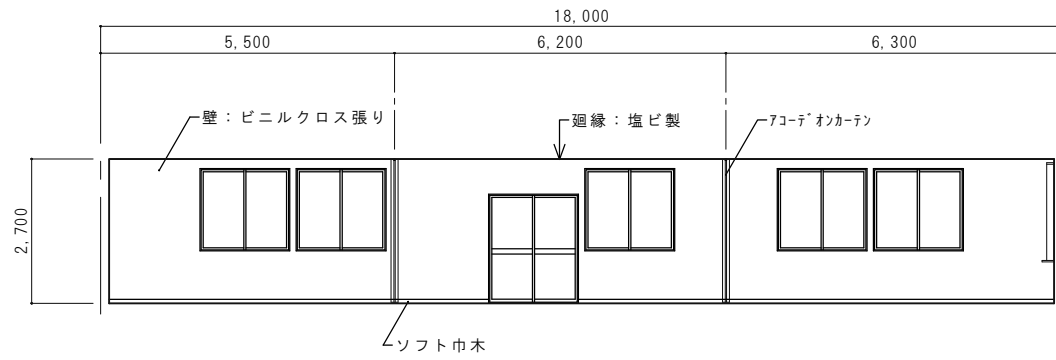 18,000
5,500
6,200
6,300
壁：ビニルクロス張り
廻縁：塩ビ製
ｱｺｰﾃﾞｵﾝｶｰﾃﾝ
2,700
ソフト巾木